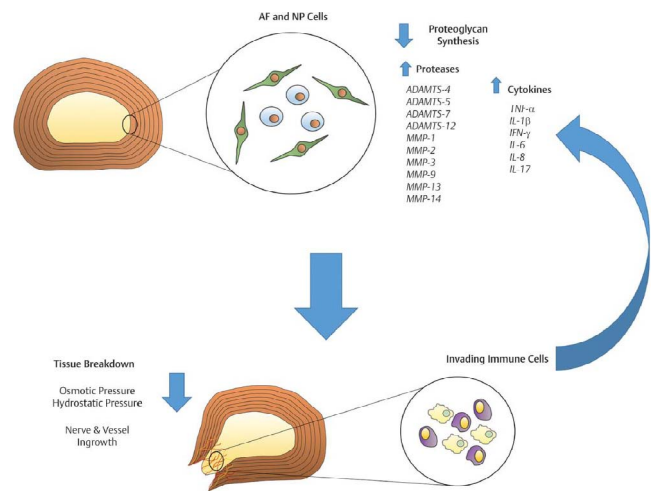 AF and NP Cells
Proteoglycan
Synthesis
Proteases
ADAMTS-4
ADAMTS-5
ADAMTS-7
ADAMTS-12
MMP-1
MMP-2
MMP-3
MMP-9
MMP-13
MMP-14
Cytokines
TNF-α
IL-1β
IFN-γ
IL-6
IL-8
IL-17
Tissue Breakdown
Osmotic Pressure
Hydrostatic Pressure
Nerve & Vessel
Ingrowth
Invading Immune Cells